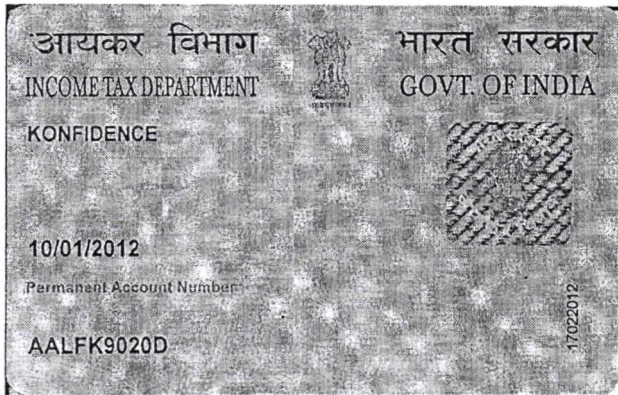 आयकर विभाग
INCOME TAX DEPARTMENT
भारत सरकार
GOVT. OF INDIA
KONFIDENCE
10/01/2012
Permanent Account Number
AALFK9020D
17022012